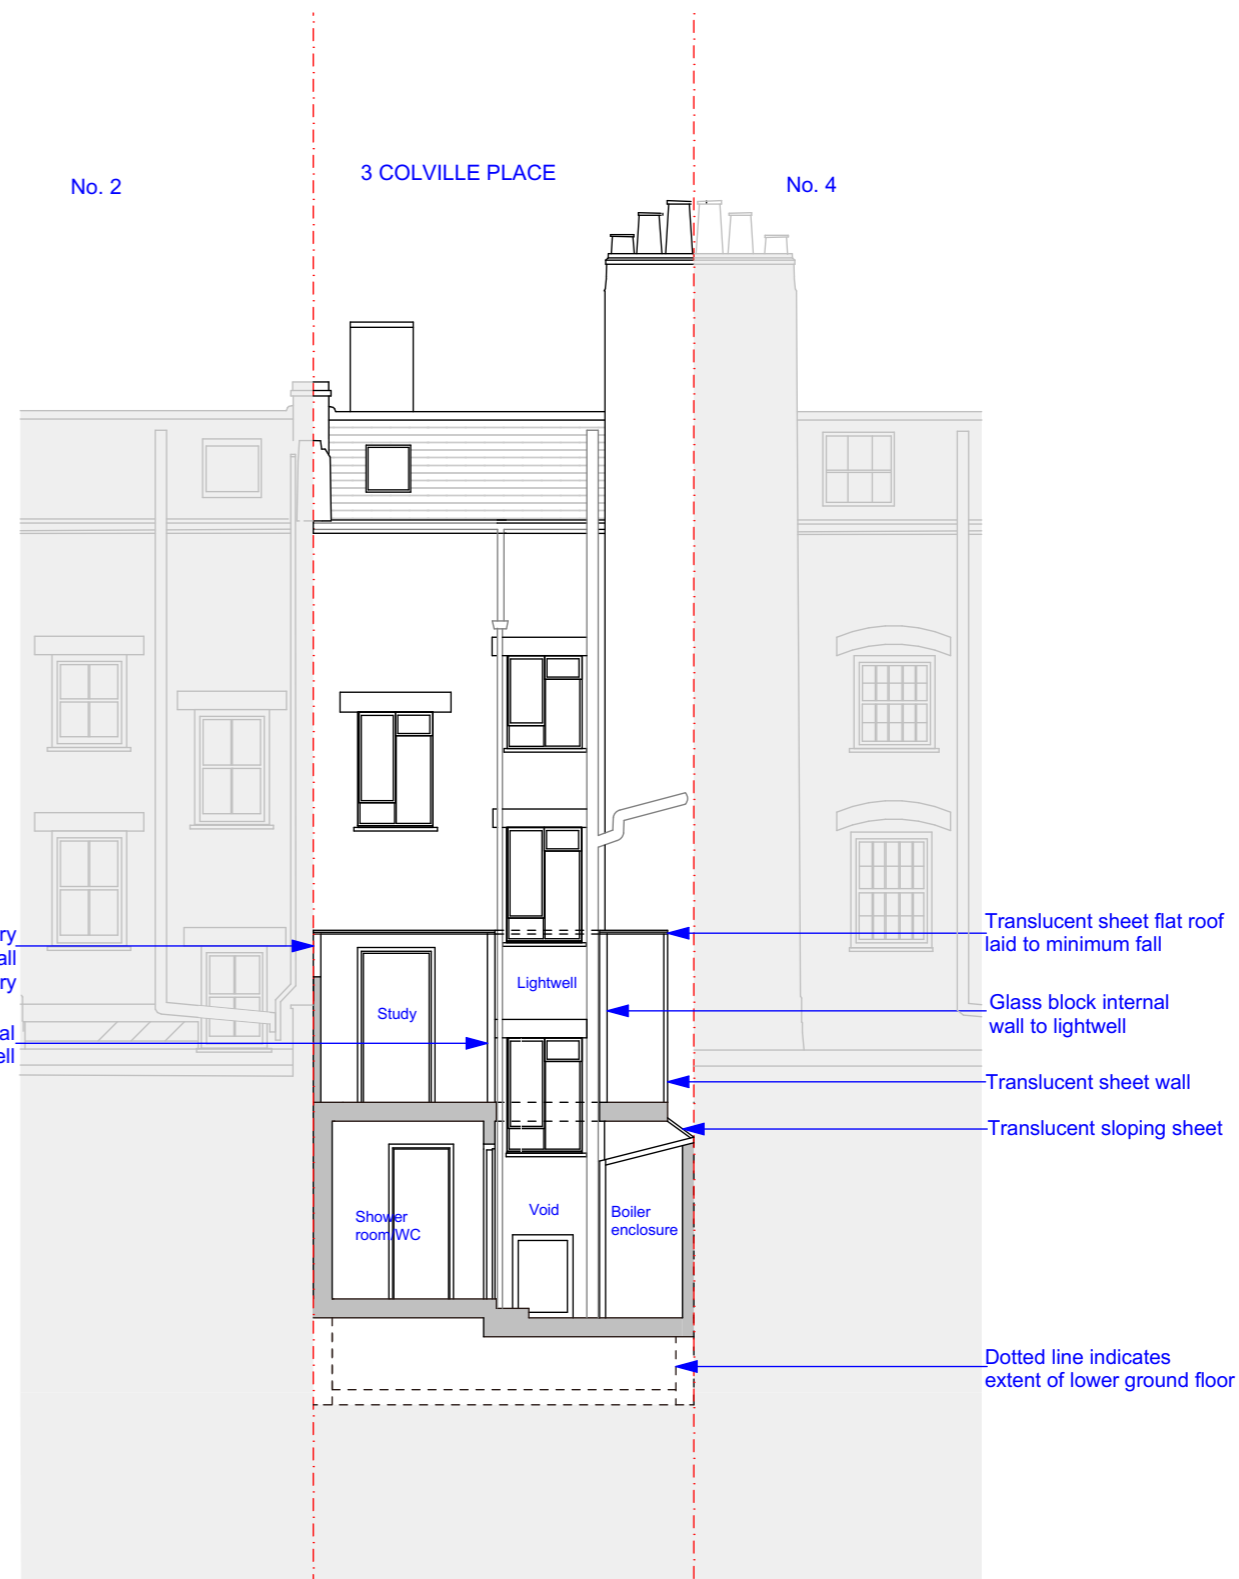 No. 2
3 COLVILLE PLACE
No. 4
Translucent sheet flat roof
laid to minimum fall
Lightwell
Study
Glass block internal
wall to lightwell
Translucent sheet wall
Translucent sloping sheet
Shower
room/WC
Void
Boiler
enclosure
Dotted line indicates
extent of lower ground floor